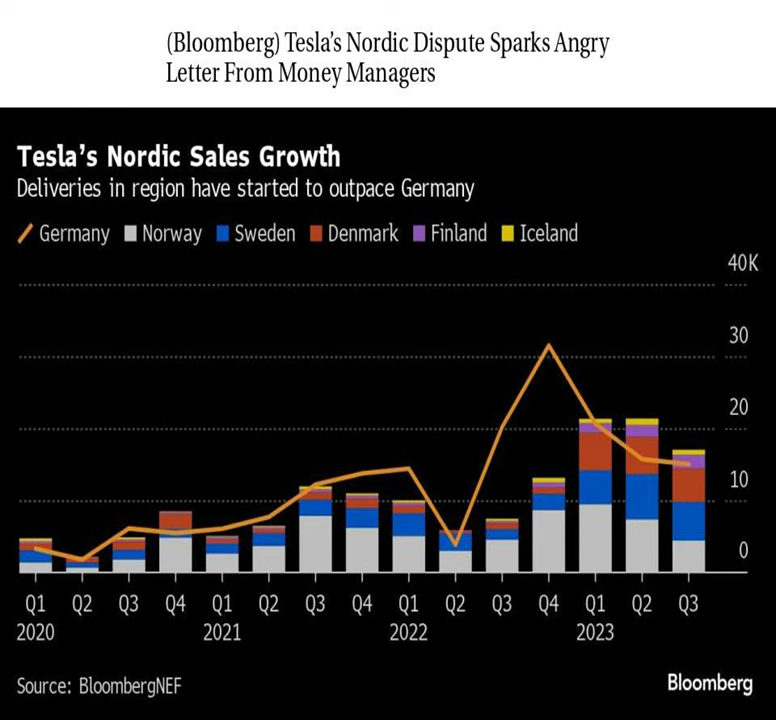 (Bloomberg) Tesla's Nordic Dispute Sparks Angry
Letter From Money Managers
Tesla's Nordic Sales Growth
Deliveries in region have started to outpace Germany
Germany Norway Sweden Denmark Finland Iceland
40K
30
20
10
0
Q1 Q2 Q3 Q4 Q1 Q2 Q3 Q4 Q1 Q2 Q3 Q4 Q1 Q2 Q3
2020 2021 2022 2023
Source: BloombergNEF Bloomberg